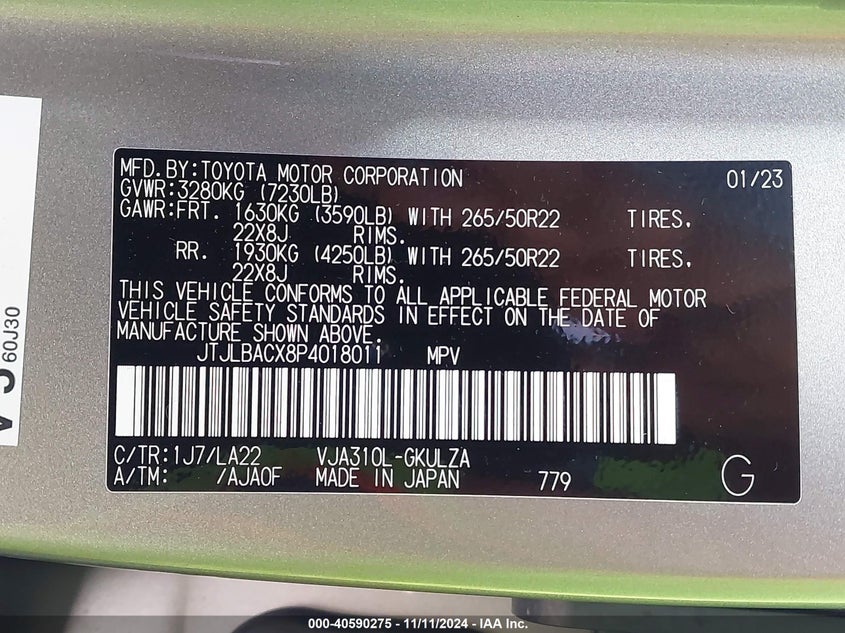 MFD.BY:TOYOTA MOTOR CORPORATION 01/23
GVWR:3280KG (7230LB)
GAWR:FRT. 1630KG (3590LB) WITH 265/50R22 TIRES.
22X8J RIMS.
RR. 1930KG (4250LB) WITH 265/50R22 TIRES.
22X8J RIMS.
THIS VEHICLE CONFORMS TO ALL APPLICABLE FEDERAL MOTOR
VEHICLE SAFETY STANDARDS IN EFFECT ON THE DATE OF
MANUFACTURE SHOWN ABOVE.
JTJLBACX8P4018011 MPV
C/TR:1J7/LA22 VJA310L-GKULZA
A/TM: /AJA0F MADE IN JAPAN 779 G
60J30
000-40590275 - 11/11/2024 - IAA Inc.